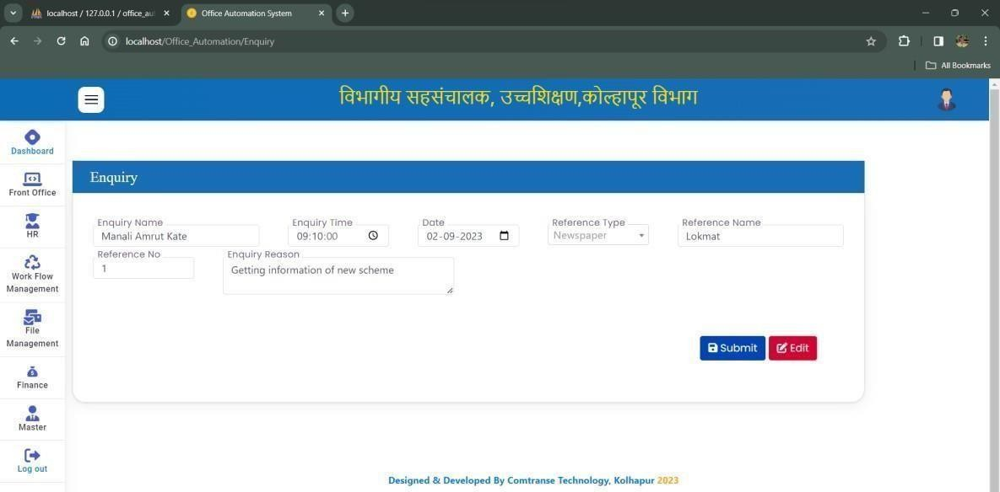 localhost / 127.0.0.1 / office_au
Office Automation System
localhost/Office_Automation/Enquiry
All Bookmarks
विभागीय सहसंचालक, उच्चशिक्षण,कोल्हापूर विभाग
Dashboard
Front Office
HR
Work Flow
Management
File
Management
Finance
Master
Log out
Enquiry
Enquiry Name
Manali Amrut Kate
Enquiry Time
09:10:00
Date
02-09-2023
Reference Type
Newspaper
Reference Name
Lokmat
Reference No
1
Enquiry Reason
Getting information of new scheme
Submit
Edit
Designed & Developed By Comtranse Technology, Kolhapur 2023